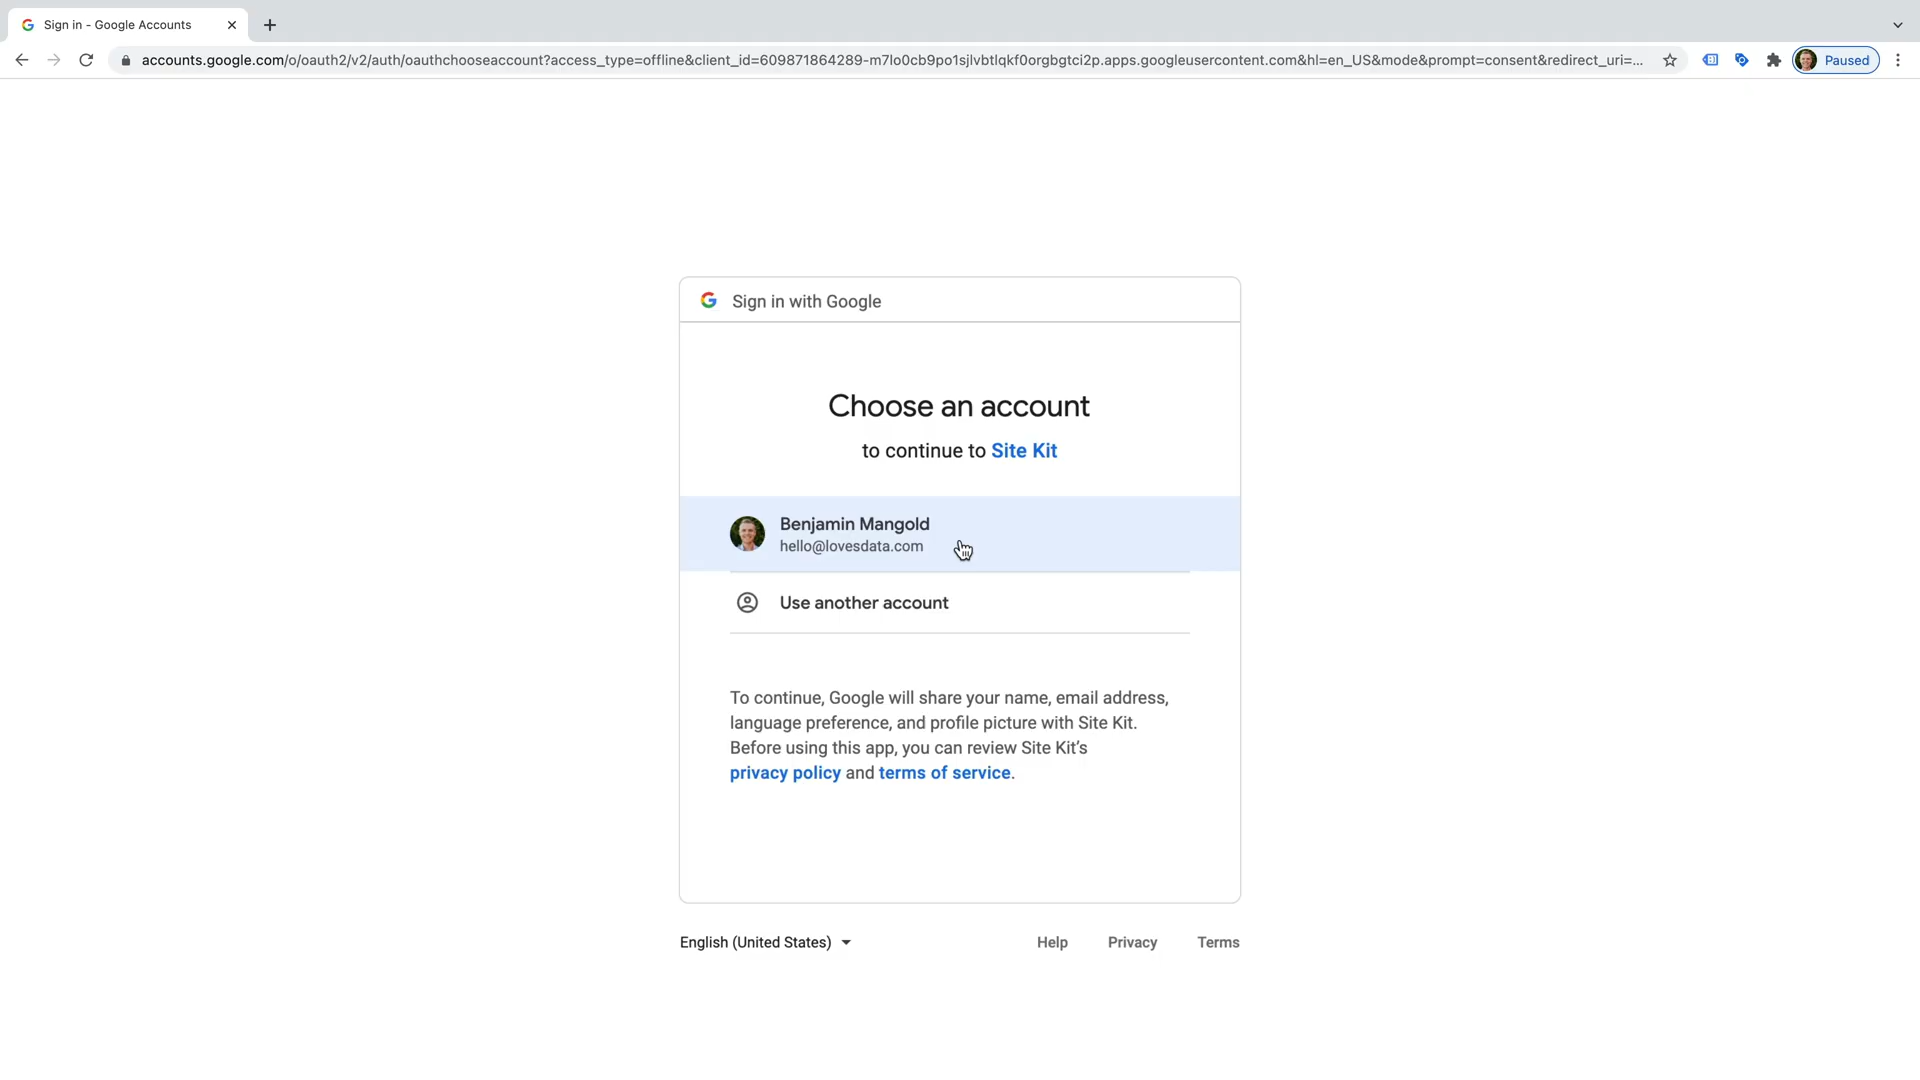 Sign in - Google Accounts
accounts.google.com/o/oauth2/v2/auth/oauthchooseaccount?access_type=offline&client_id=609871864289-m7lo0cb9po1sjlvbtlqkf0orgbgtci2p.apps.googleusercontent.com&hl=en_US&mode&prompt=consent&redirect_uri=...
Paused
Sign in with Google
Choose an account
to continue to Site Kit
Benjamin Mangold
hello@lovesdata.com
Use another account
To continue, Google will share your name, email address,
language preference, and profile picture with Site Kit.
Before using this app, you can review Site Kit's
privacy policy and terms of service.
English (United States)
Help
Privacy
Terms